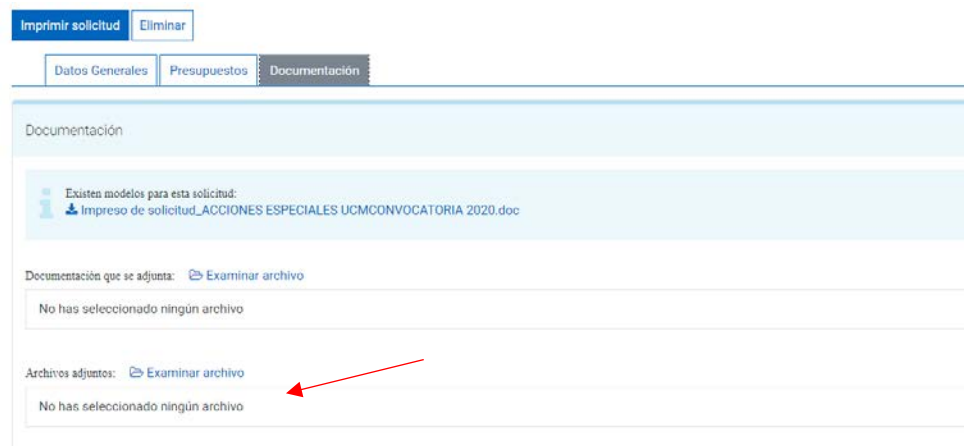 Imprimir solicitud Eliminar
Datos Generales Presupuestos Documentación
Documentación
Existen modelos para esta solicitud:
Impreso de solicitud_ACCIONES ESPECIALES UCMCONVOCATORIA 2020.doc
Documentación que se adjunta: Examinar archivo
No has seleccionado ningún archivo
Archivos adjuntos: Examinar archivo
No has seleccionado ningún archivo